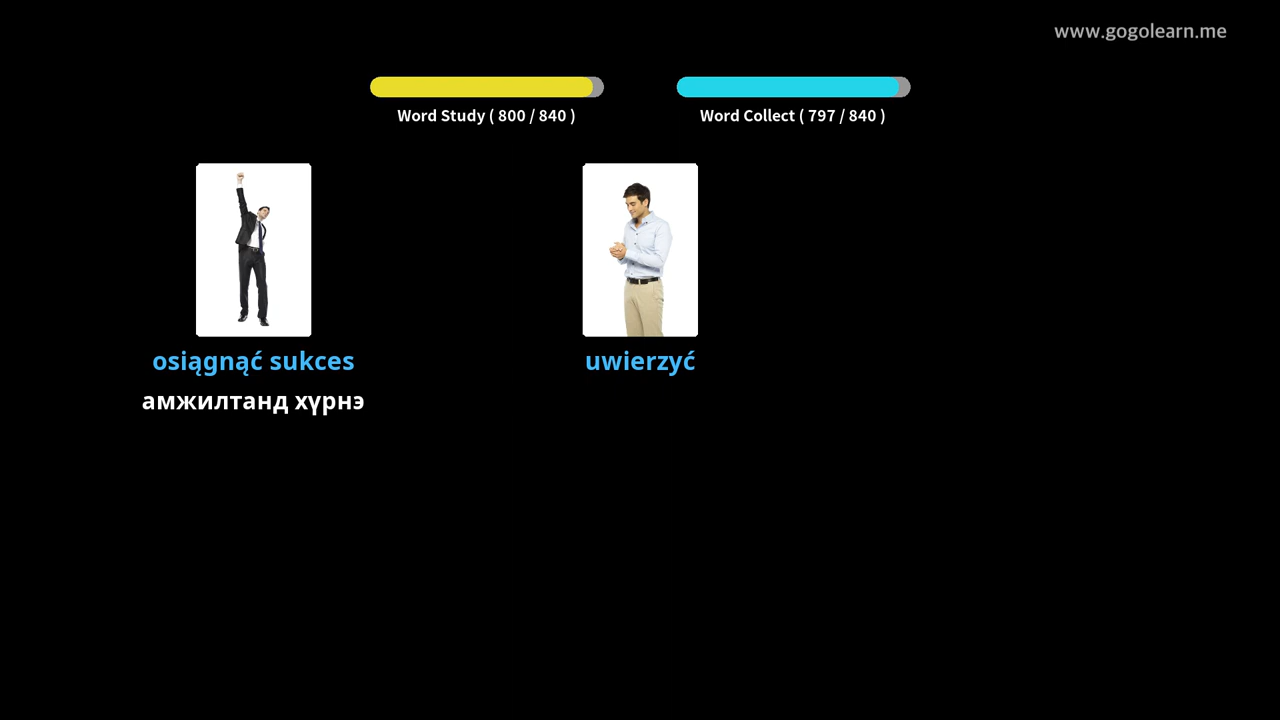 www.gogolearn.me
Word Study ( 800 / 840 )
Word Collect ( 797 / 840 )
osiągnąć sukces
uwierzyć
амжилтанд хүрнэ